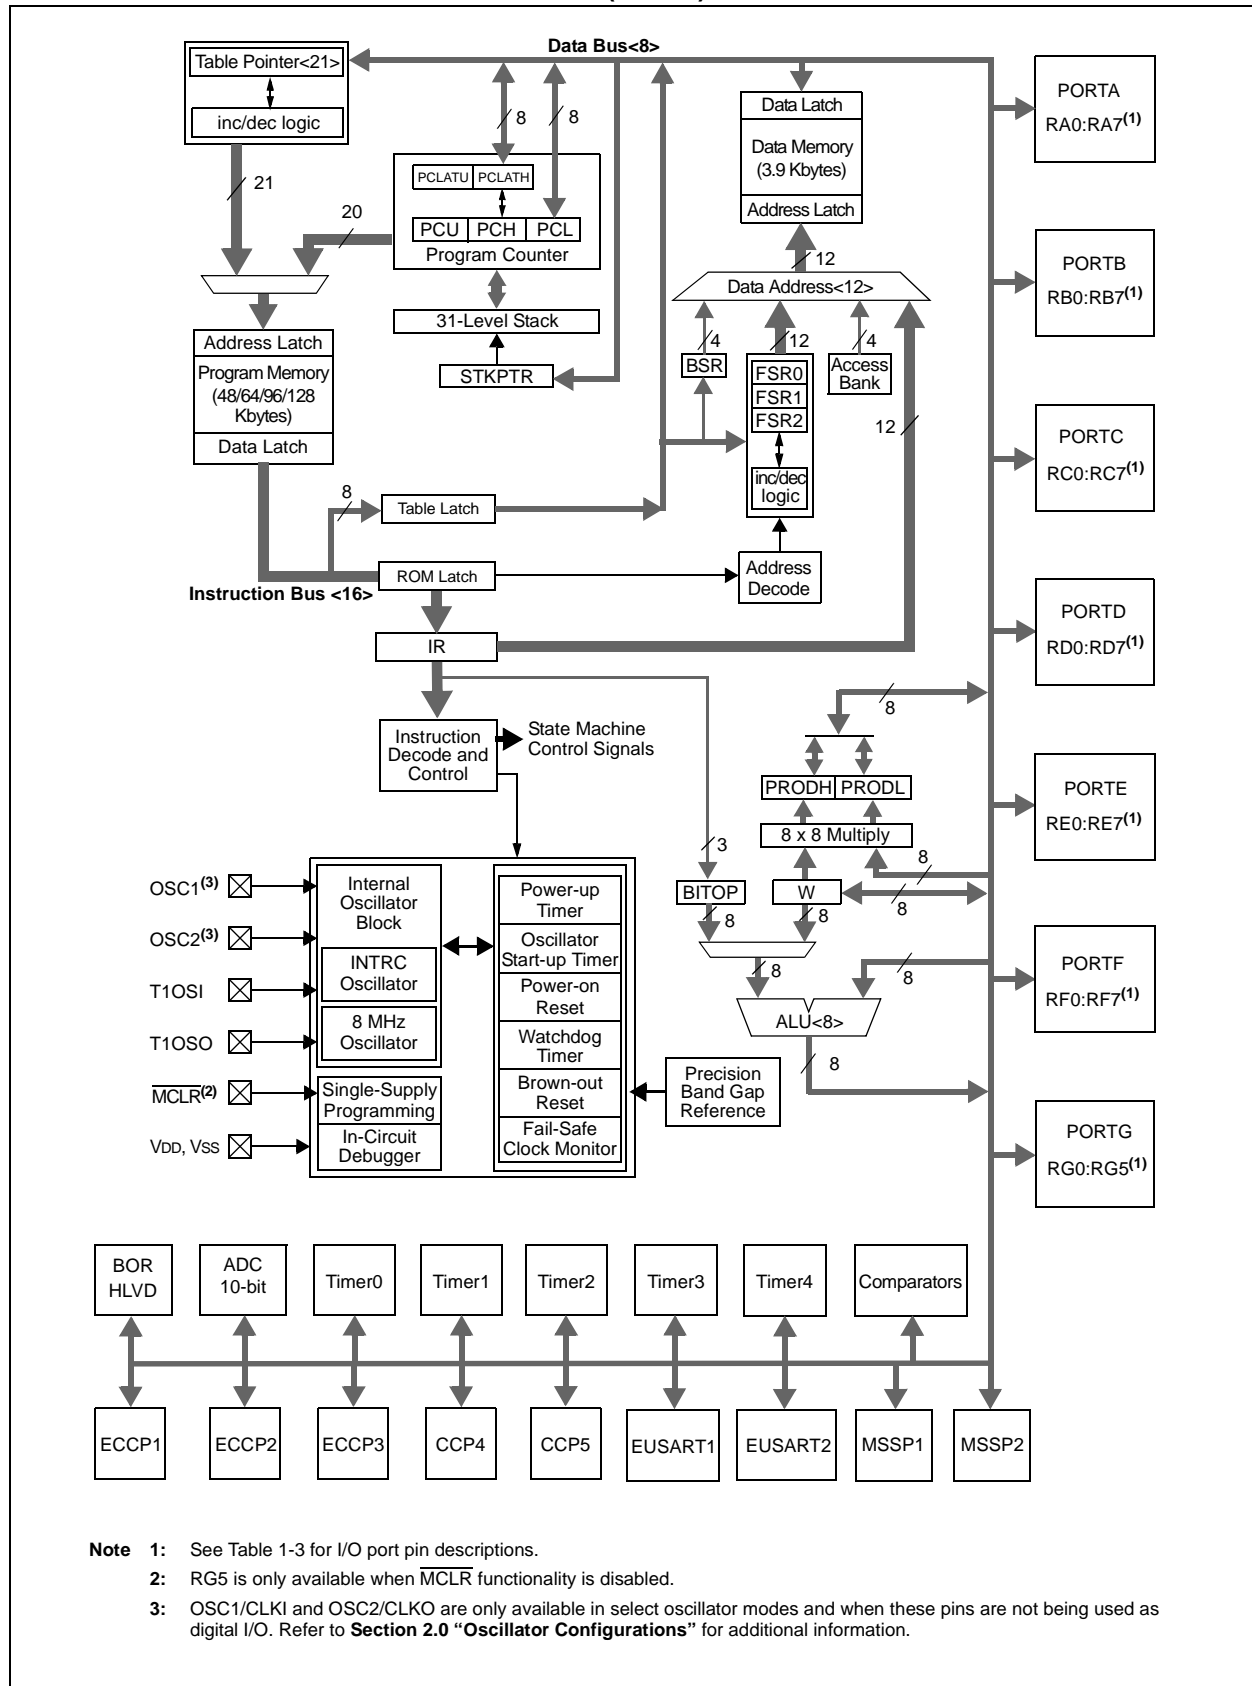 Data Bus<8>
Table Pointer<21>
inc/dec logic
21
20
8
8
PCLATU PCLATH
PCU PCH PCL
Program Counter
31-Level Stack
STKPTR
Address Latch
Program Memory
(48/64/96/128
Kbytes)
Data Latch
Data Latch
Data Memory
(3.9 Kbytes)
Address Latch
12
Data Address<12>
4
12
4
BSR
FSR0
FSR1
FSR2
inc/dec
logic
Access
Bank
12
8
Table Latch
ROM Latch
Instruction Bus <16>
Address
Decode
IR
Instruction
Decode and
Control
State Machine
Control Signals
8
PRODH PRODL
8 x 8 Multiply
3
8
BITOP
W
8
8
8
8
8
ALU<8>
8
OSC1(3)
OSC2(3)
T1OSI
T1OSO
MCLR(2)
VDD, VSS
Internal
Oscillator
Block
INTRC
Oscillator
8 MHz
Oscillator
Single-Supply
Programming
In-Circuit
Debugger
Power-up
Timer
Oscillator
Start-up Timer
Power-on
Reset
Watchdog
Timer
Brown-out
Reset
Fail-Safe
Clock Monitor
Precision
Band Gap
Reference
PORTA
RA0:RA7(1)
PORTB
RB0:RB7(1)
PORTC
RC0:RC7(1)
PORTD
RD0:RD7(1)
PORTE
RE0:RE7(1)
PORTF
RF0:RF7(1)
PORTG
RG0:RG5(1)
BOR
HLVD
ADC
10-bit
Timer0
Timer1
Timer2
Timer3
Timer4
Comparators
ECCP1
ECCP2
ECCP3
CCP4
CCP5
EUSART1
EUSART2
MSSP1
MSSP2
Note 1: See Table 1-3 for I/O port pin descriptions.
2: RG5 is only available when MCLR functionality is disabled.
3: OSC1/CLKI and OSC2/CLKO are only available in select oscillator modes and when these pins are not being used as
digital I/O. Refer to Section 2.0 “Oscillator Configurations” for additional information.